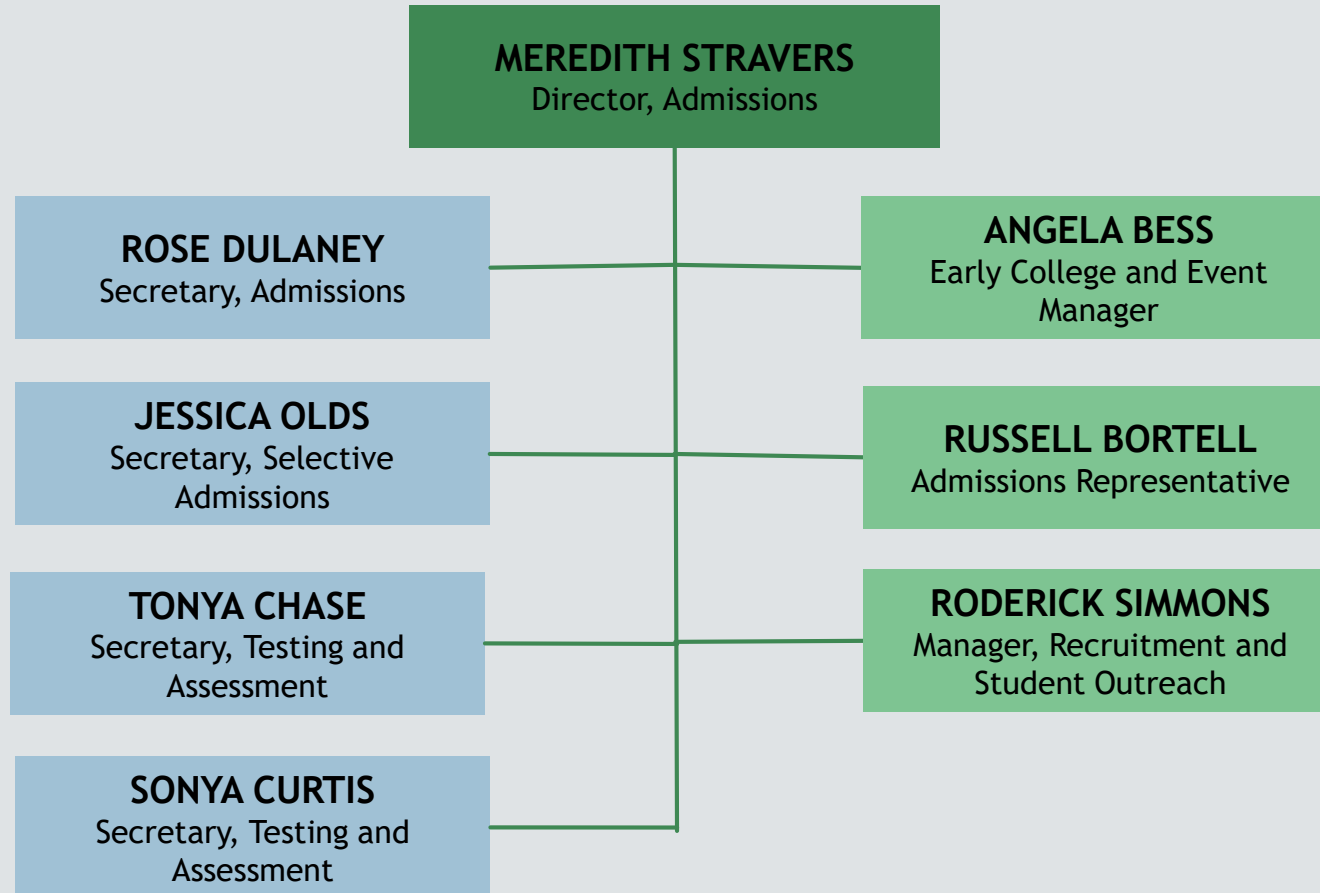 MEREDITH STRAVERS
Director, Admissions
ROSE DULANEY
Secretary, Admissions
ANGELA BESS
Early College and Event
Manager
JESSICA OLDS
Secretary, Selective
Admissions
RUSSELL BORTELL
Admissions Representative
TONYA CHASE
Secretary, Testing and
Assessment
RODERICK SIMMONS
Manager, Recruitment and
Student Outreach
SONYA CURTIS
Secretary, Testing and
Assessment